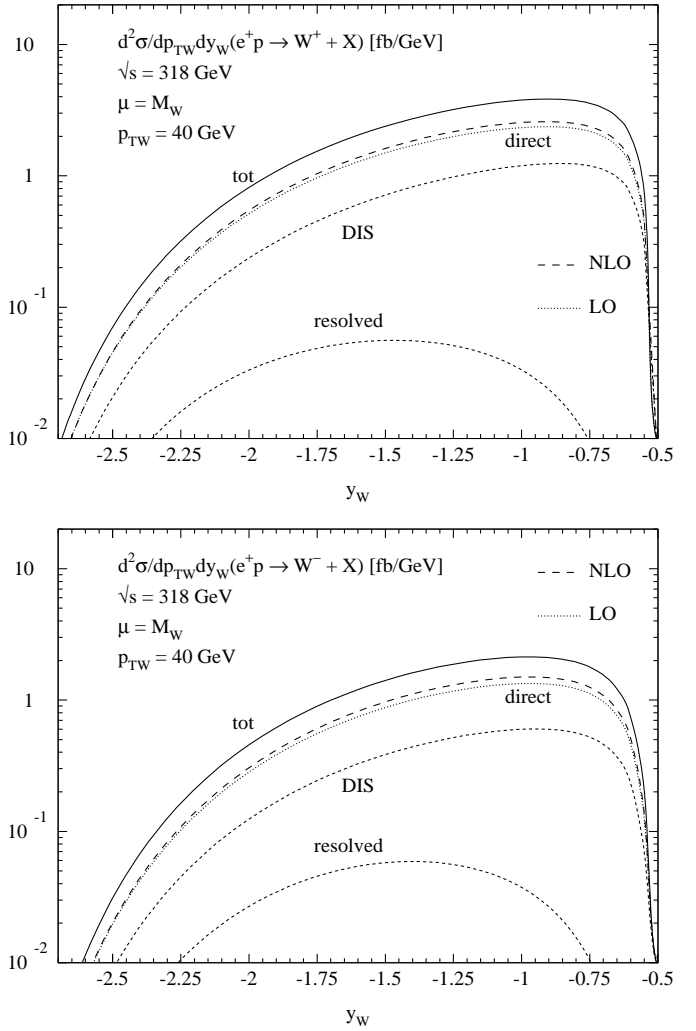 d²σ/dp_TW dy_W(e⁺p → W⁺ + X) [fb/GeV]
√s = 318 GeV
μ = M_W
p_TW = 40 GeV
tot
direct
DIS
resolved
NLO
LO
10
1
10⁻¹
10⁻²
-2.5 -2.25 -2 -1.75 -1.5 -1.25 -1 -0.75 -0.5
y_W
d²σ/dp_TW dy_W(e⁺p → W⁻ + X) [fb/GeV]
√s = 318 GeV
μ = M_W
p_TW = 40 GeV
NLO
LO
tot
direct
DIS
resolved
10
1
10⁻¹
10⁻²
-2.5 -2.25 -2 -1.75 -1.5 -1.25 -1 -0.75 -0.5
y_W